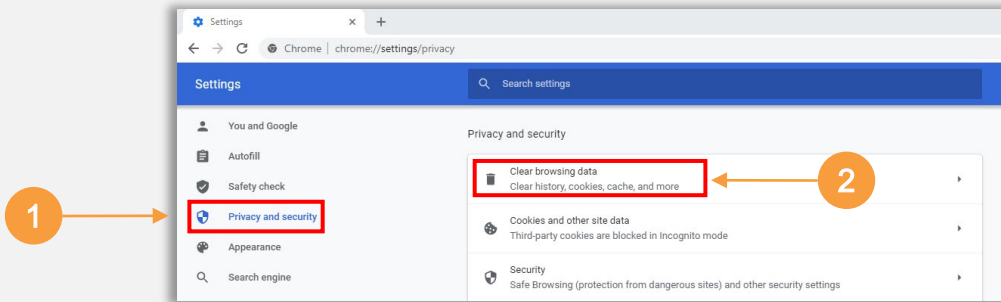 Settings
Chrome | chrome://settings/privacy
Settings
Search settings
You and Google
Autofill
Safety check
1
Privacy and security
Appearance
Search engine
Privacy and security
Clear browsing data
Clear history, cookies, cache, and more
2
Cookies and other site data
Third-party cookies are blocked in Incognito mode
Security
Safe Browsing (protection from dangerous sites) and other security settings